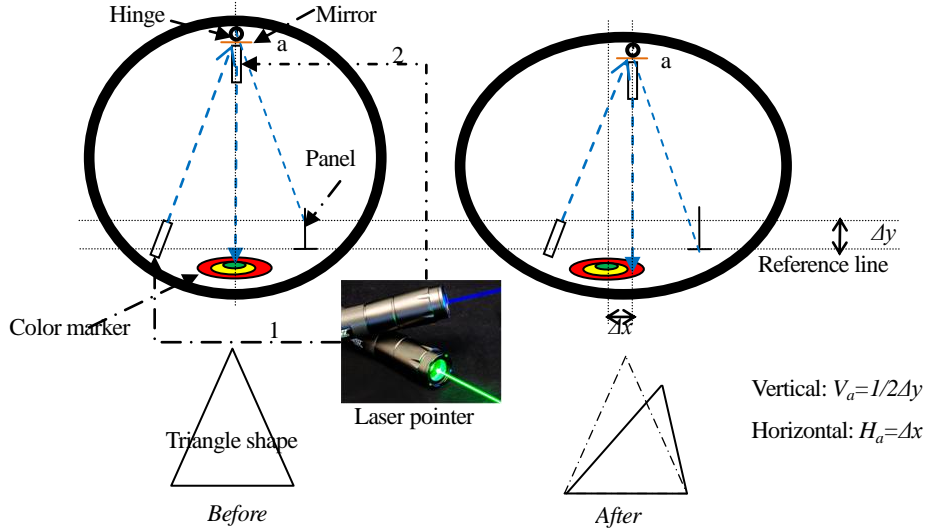 Hinge
Mirror
a
2
a
Panel
Δy
Reference line
Color marker
1
Δx
Laser pointer
Triangle shape
Vertical: Vₐ=1/2Δy
Horizontal: Hₐ=Δx
Before
After